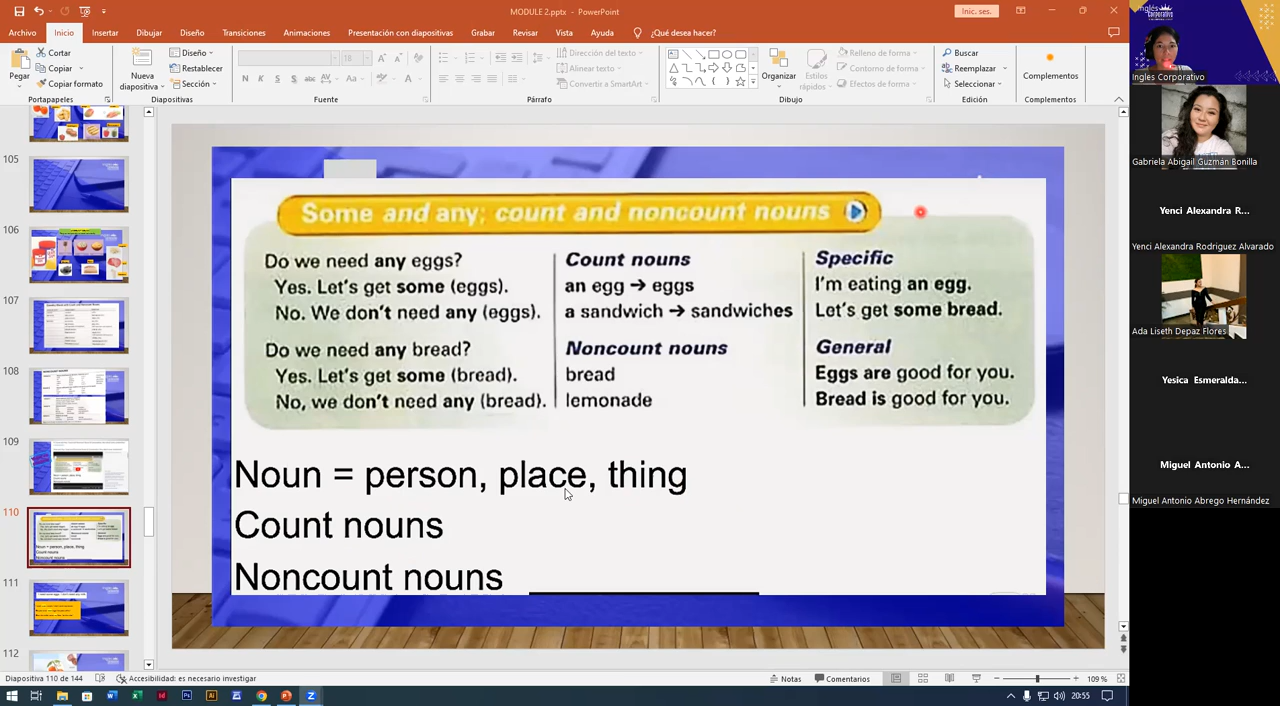 MODULE 2.pptx - PowerPoint
Inic. ses.
Archivo Inicio Insertar Dibujar Diseño Transiciones Animaciones Presentación con diapositivas Grabar Revisar Vista Ayuda ¿Qué desea hacer?
Pegar
Cortar
Copiar
Copiar formato
Portapapeles
Nueva diapositiva
Diseño
Restablecer
Sección
Diapositivas
18
N K S S abc AV Aa
Fuente
Dirección del texto
Alinear texto
Convertir a SmartArt
Párrafo
Organizar
Estilos rápidos
Relleno de forma
Contorno de forma
Efectos de forma
Dibujo
Buscar
Reemplazar
Seleccionar
Edición
Complementos
Complementos
105
106
107
108
109
110
111
112
Some and any; count and noncount nouns
Do we need any eggs?
Yes. Let's get some (eggs).
No. We don't need any (eggs).
Do we need any bread?
Yes. Let's get some (bread).
No, we don't need any (bread).
Count nouns
an egg → eggs
a sandwich → sandwiches
Noncount nouns
bread
lemonade
Specific
I'm eating an egg.
Let's get some bread.
General
Eggs are good for you.
Bread is good for you.
Noun = person, place, thing
Count nouns
Noncount nouns
Inglés Corporativo
Inglés Corporativo
Gabriela Abigail Guzmán Bonilla
Yenci Alexandra R...
Yenci Alexandra Rodriguez Alvarado
Ada Liseth Depaz Flores
Yesica Esmeralda...
Miguel Antonio A...
Miguel Antonio Abrego Hernández
Diapositiva 110 de 144
Accesibilidad: es necesario investigar
Notas
Comentarios
109 %
20:55